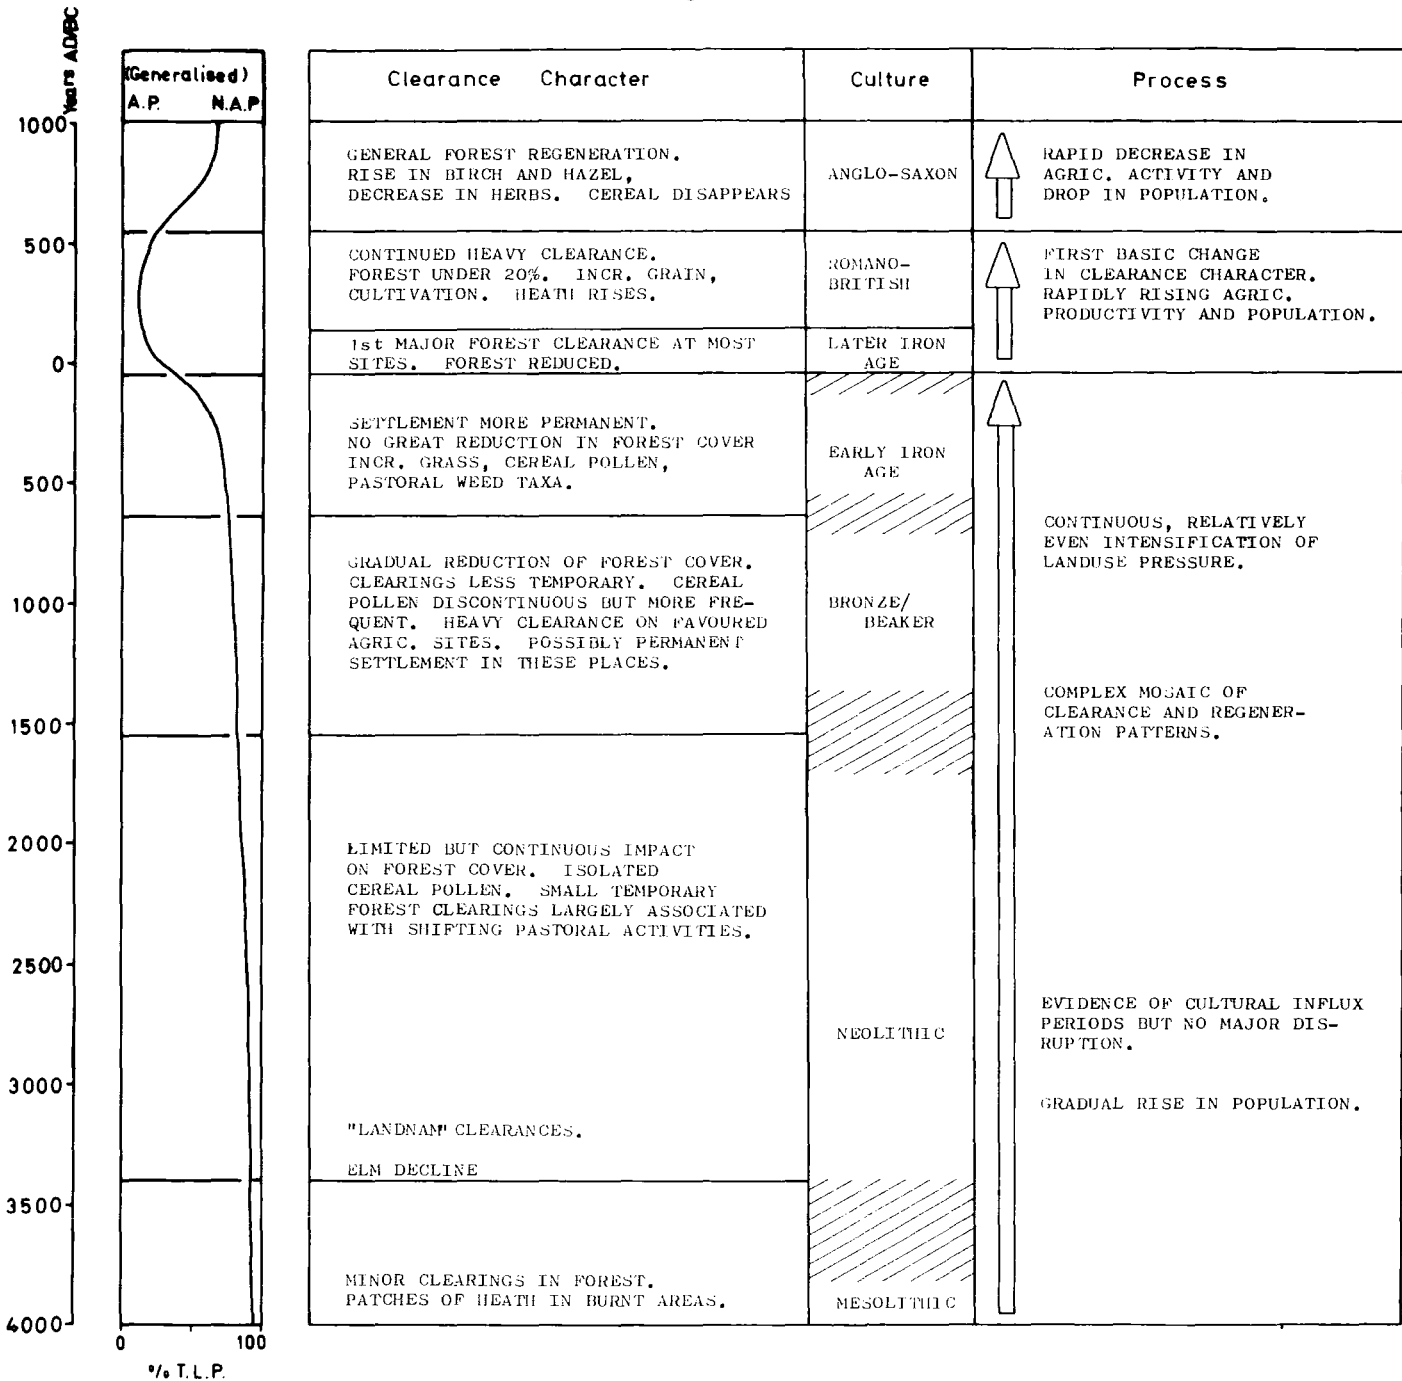 Years AD/BC
(Generalised)
A.P. N.A.P
Clearance Character
Culture
Process
1000
500
0
500
1000
1500
2000
2500
3000
3500
4000
0 100
% T.L.P.
GENERAL FOREST REGENERATION.
RISE IN BIRCH AND HAZEL,
DECREASE IN HERBS. CEREAL DISAPPEARS
ANGLO-SAXON
RAPID DECREASE IN
AGRIC. ACTIVITY AND
DROP IN POPULATION.
CONTINUED HEAVY CLEARANCE.
FOREST UNDER 20%. INCR. GRAIN,
CULTIVATION. HEATH RISES.
ROMANO-
BRITISH
FIRST BASIC CHANGE
IN CLEARANCE CHARACTER.
RAPIDLY RISING AGRIC.
PRODUCTIVITY AND POPULATION.
1st MAJOR FOREST CLEARANCE AT MOST
SITES. FOREST REDUCED.
LATER IRON
AGE
SETTLEMENT MORE PERMANENT.
NO GREAT REDUCTION IN FOREST COVER
INCR. GRASS, CEREAL POLLEN,
PASTORAL WEED TAXA.
EARLY IRON
AGE
CONTINUOUS, RELATIVELY
EVEN INTENSIFICATION OF
LANDUSE PRESSURE.
GRADUAL REDUCTION OF FOREST COVER.
CLEARINGS LESS TEMPORARY. CEREAL
POLLEN DISCONTINUOUS BUT MORE FRE-
QUENT. HEAVY CLEARANCE ON FAVOURED
AGRIC. SITES. POSSIBLY PERMANENT
SETTLEMENT IN THESE PLACES.
BRONZE/
BEAKER
COMPLEX MOSAIC OF
CLEARANCE AND REGENER-
ATION PATTERNS.
LIMITED BUT CONTINUOUS IMPACT
ON FOREST COVER. ISOLATED
CEREAL POLLEN. SMALL TEMPORARY
FOREST CLEARINGS LARGELY ASSOCIATED
WITH SHIFTING PASTORAL ACTIVITIES.
NEOLITHIC
EVIDENCE OF CULTURAL INFLUX
PERIODS BUT NO MAJOR DIS-
RUPTION.
GRADUAL RISE IN POPULATION.
"LANDNAM" CLEARANCES.
ELM DECLINE
MINOR CLEARINGS IN FOREST.
PATCHES OF HEATH IN BURNT AREAS.
MESOLITHIC